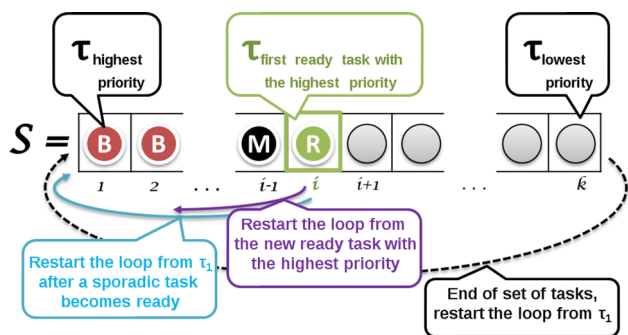 τhighest
priority
τfirst ready task with
the highest priority
τlowest
priority
S =
B B M R
1 2 ... i-1 i i+1 ... k
Restart the loop from τ1
after a sporadic task
becomes ready
Restart the loop from
the new ready task with
the highest priority
End of set of tasks,
restart the loop from τ1